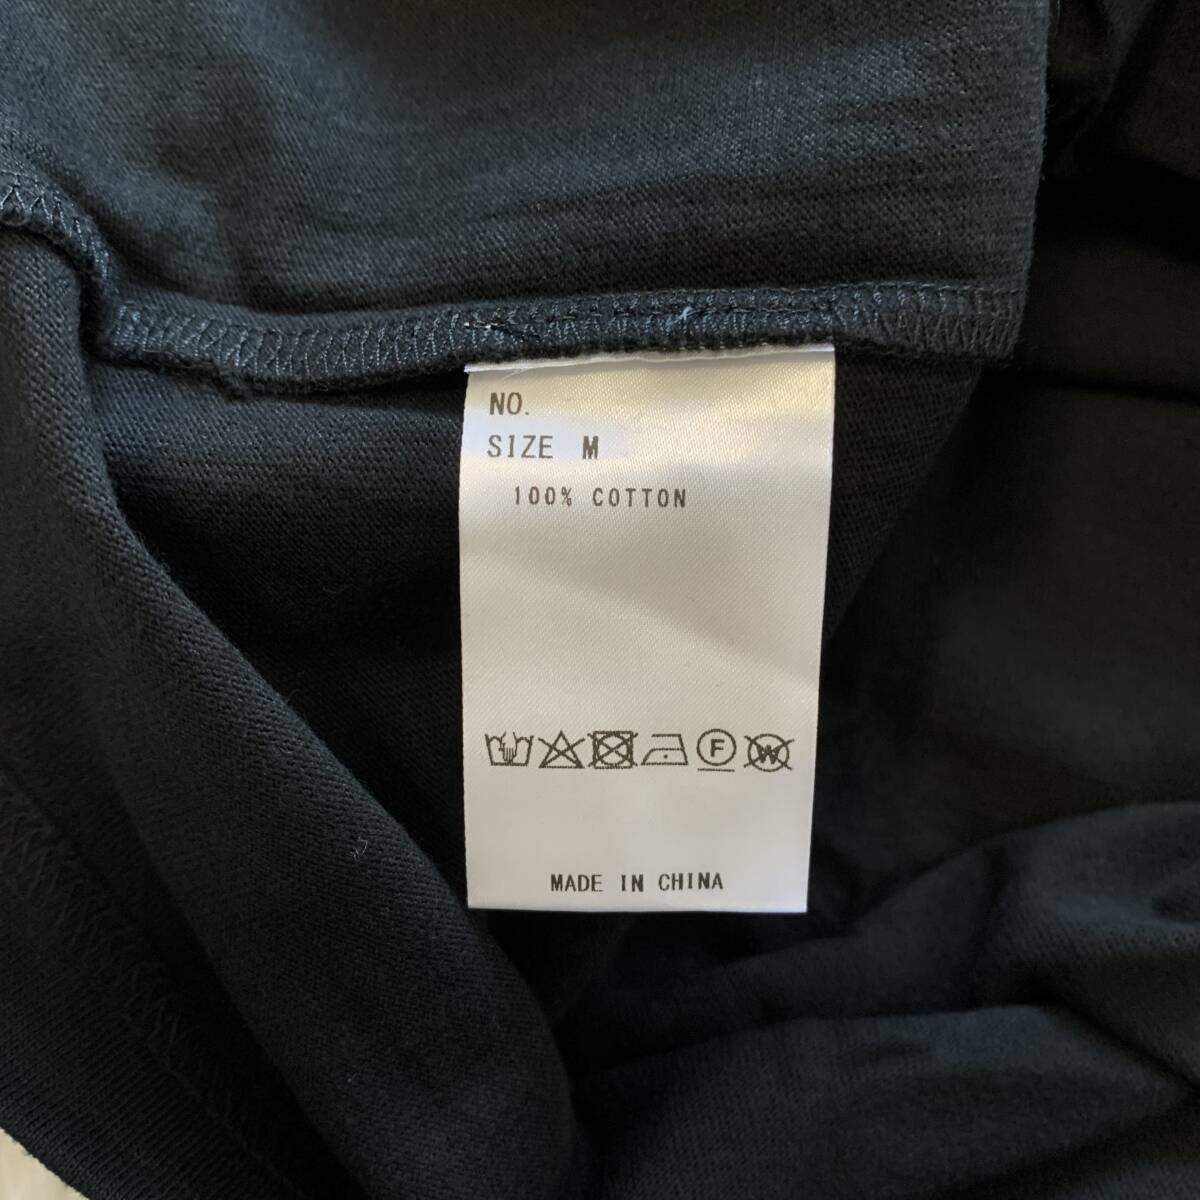 NO.
SIZE M
100% COTTON
F W
MADE IN CHINA